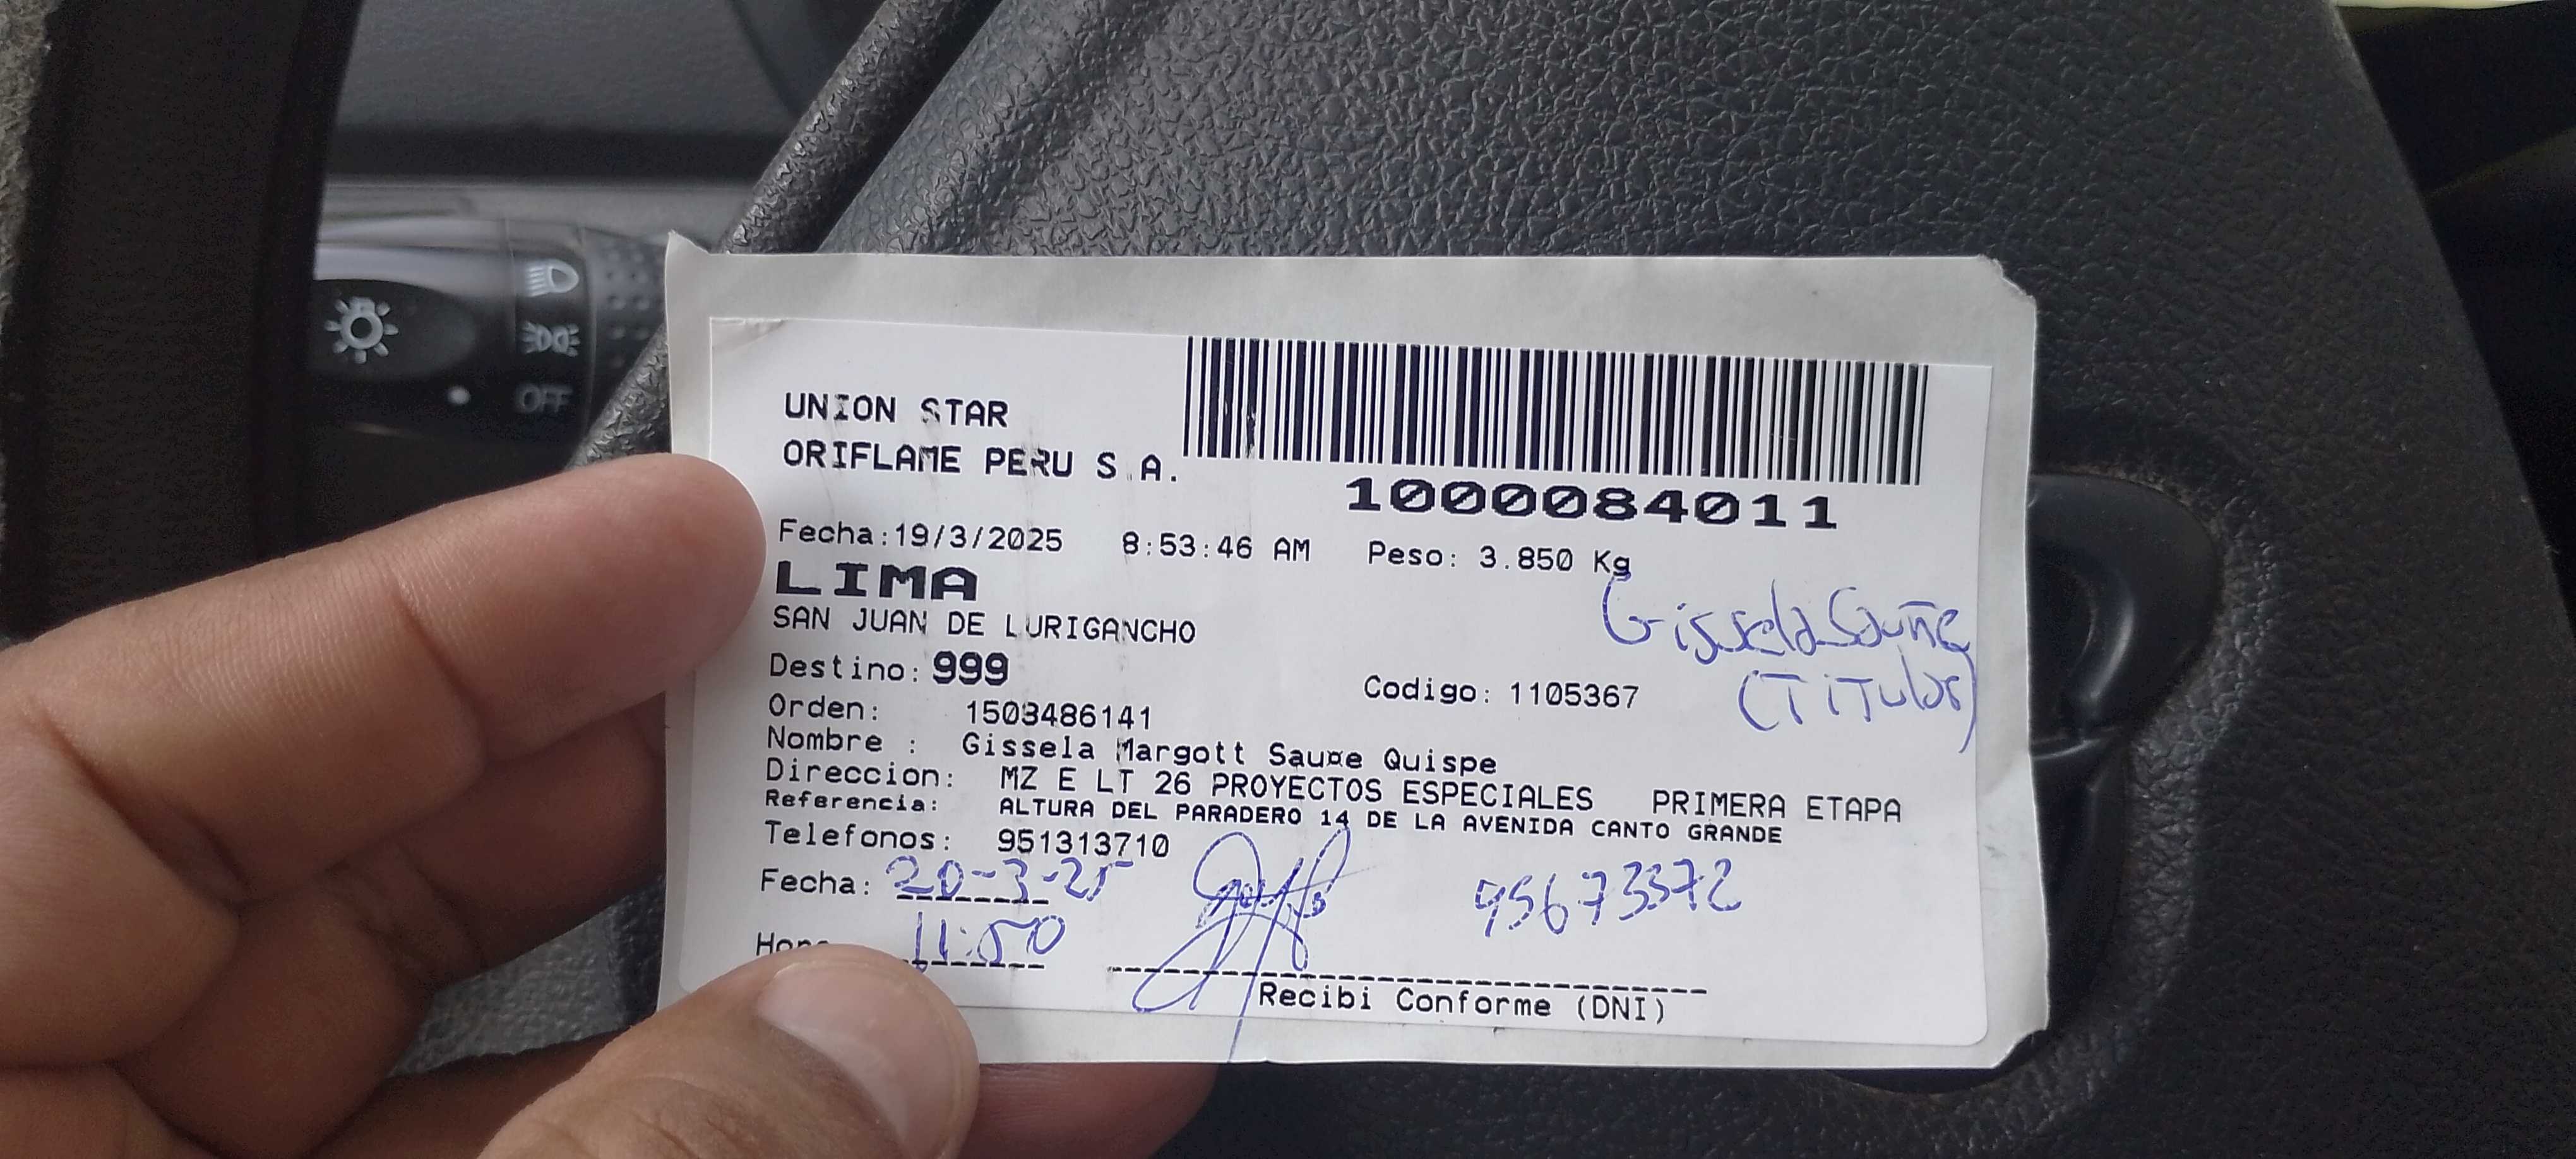 OFF
UNION STAR
ORIFLAME PERU S.A.
1000084011
Fecha:19/3/2025 8:53:46 AM Peso: 3.850 Kg
LIMA
SAN JUAN DE LURIGANCHO
Gissela Sauñe
(TITular)
Destino: 999
Codigo: 1105367
Orden: 1503486141
Nombre : Gissela Margott Sau¤e Quispe
Direccion: MZ E LT 26 PROYECTOS ESPECIALES PRIMERA ETAPA
Referencia: ALTURA DEL PARADERO 14 DE LA AVENIDA CANTO GRANDE
Telefonos: 951313710
Fecha: 20-3-25
45673372
11:50
Recibi Conforme (DNI)